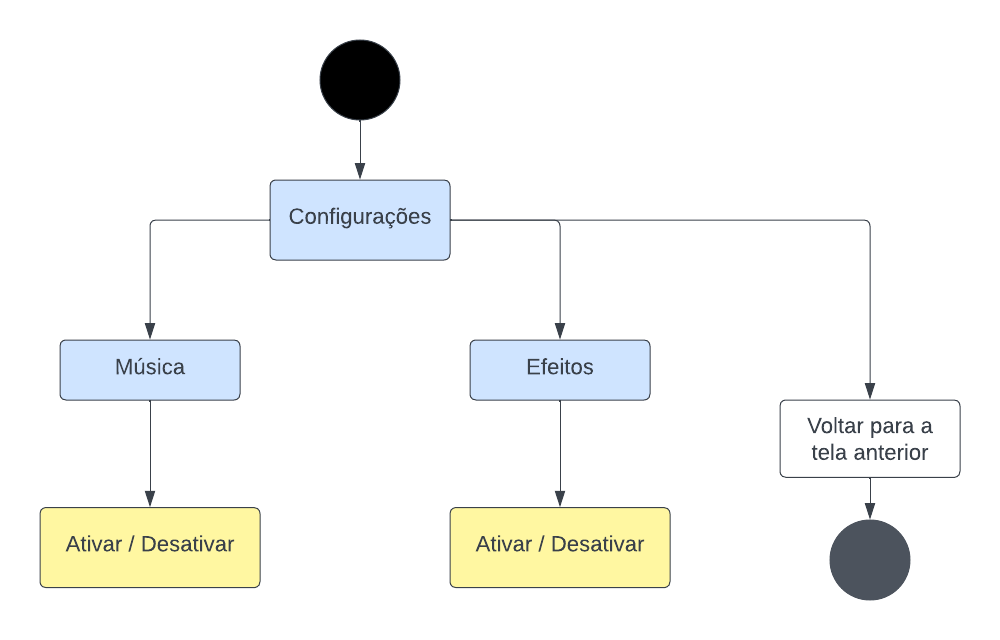 Configurações
Música
Efeitos
Voltar para a
tela anterior
Ativar / Desativar
Ativar / Desativar